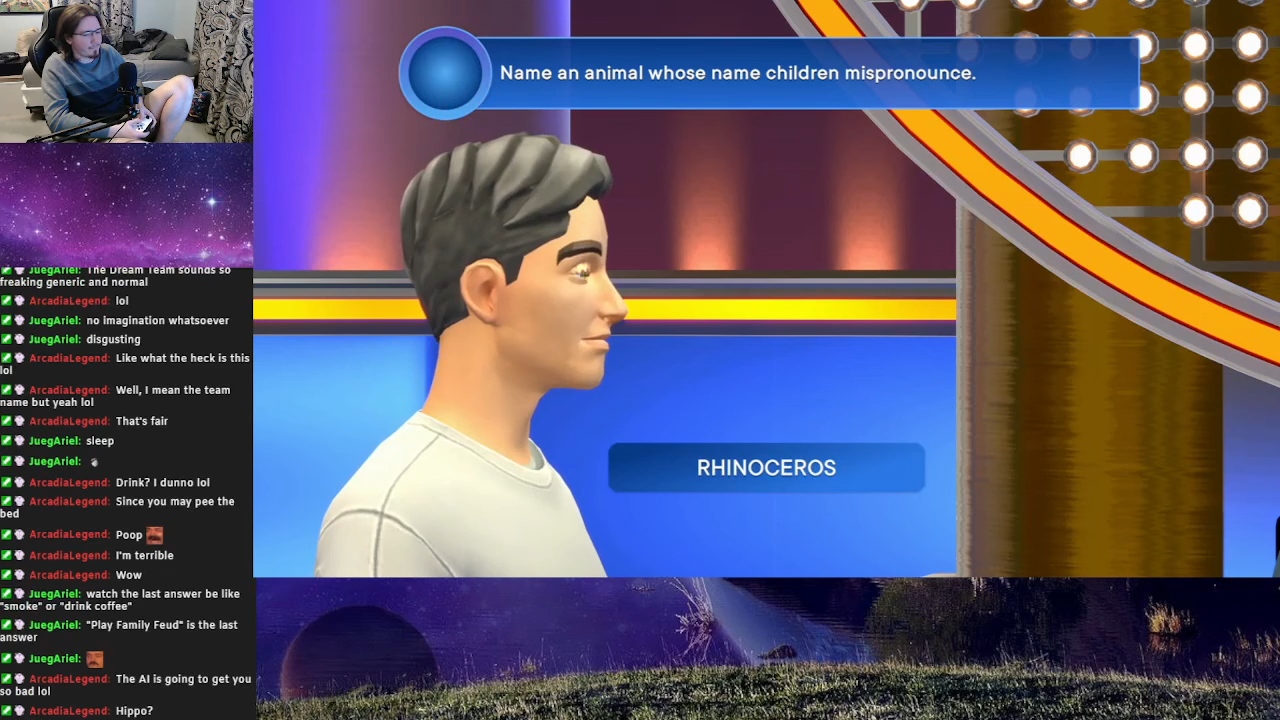 Name an animal whose name children mispronounce.
RHINOCEROS
JuegAriel: The Dream Team sounds so
freaking generic and normal
ArcadiaLegend: lol
JuegAriel: no imagination whatsoever
JuegAriel: disgusting
ArcadiaLegend: Like what the heck is this
lol
ArcadiaLegend: Well, I mean the team
name but yeah lol
ArcadiaLegend: That's fair
JuegAriel: sleep
JuegAriel:
ArcadiaLegend: Drink? I dunno lol
ArcadiaLegend: Since you may pee the
bed
ArcadiaLegend: Poop
ArcadiaLegend: I'm terrible
ArcadiaLegend: Wow
JuegAriel: watch the last answer be like
"smoke" or "drink coffee"
JuegAriel: "Play Family Feud" is the last
answer
JuegAriel:
ArcadiaLegend: The AI is going to get you
so bad lol
ArcadiaLegend: Hippo?